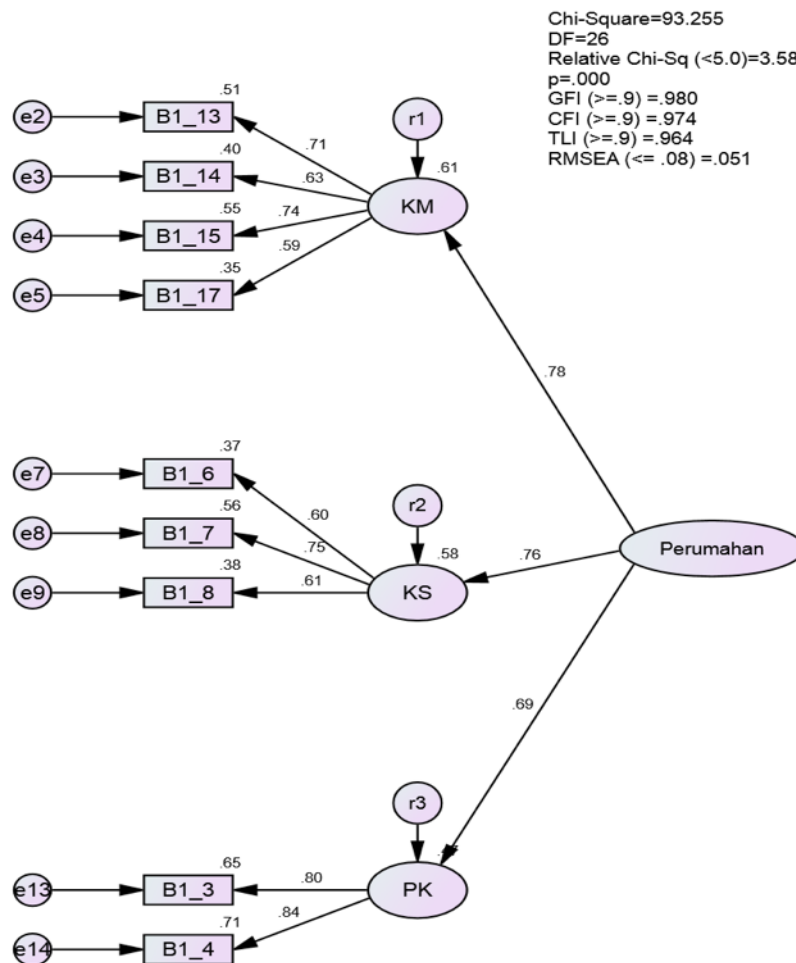 Chi-Square=93.255
DF=26
Relative Chi-Sq (<5.0)=3.58
p=.000
GFI (>=.9) =.980
CFI (>=.9) =.974
TLI (>=.9) =.964
RMSEA (<= .08) =.051
.51
e2 B1_13 r1
.71
.40 .61
e3 B1_14 .63
KM
.55 .74
e4 B1_15
.59
.35
e5 B1_17
.78
.37
e7 B1_6
.60 r2
.56
e8 B1_7 .75
.58 .76 Perumahan
.38 .61
e9 B1_8 KS
.69
r3
.65
e13 B1_3 .80 PK
.71 .84
e14 B1_4